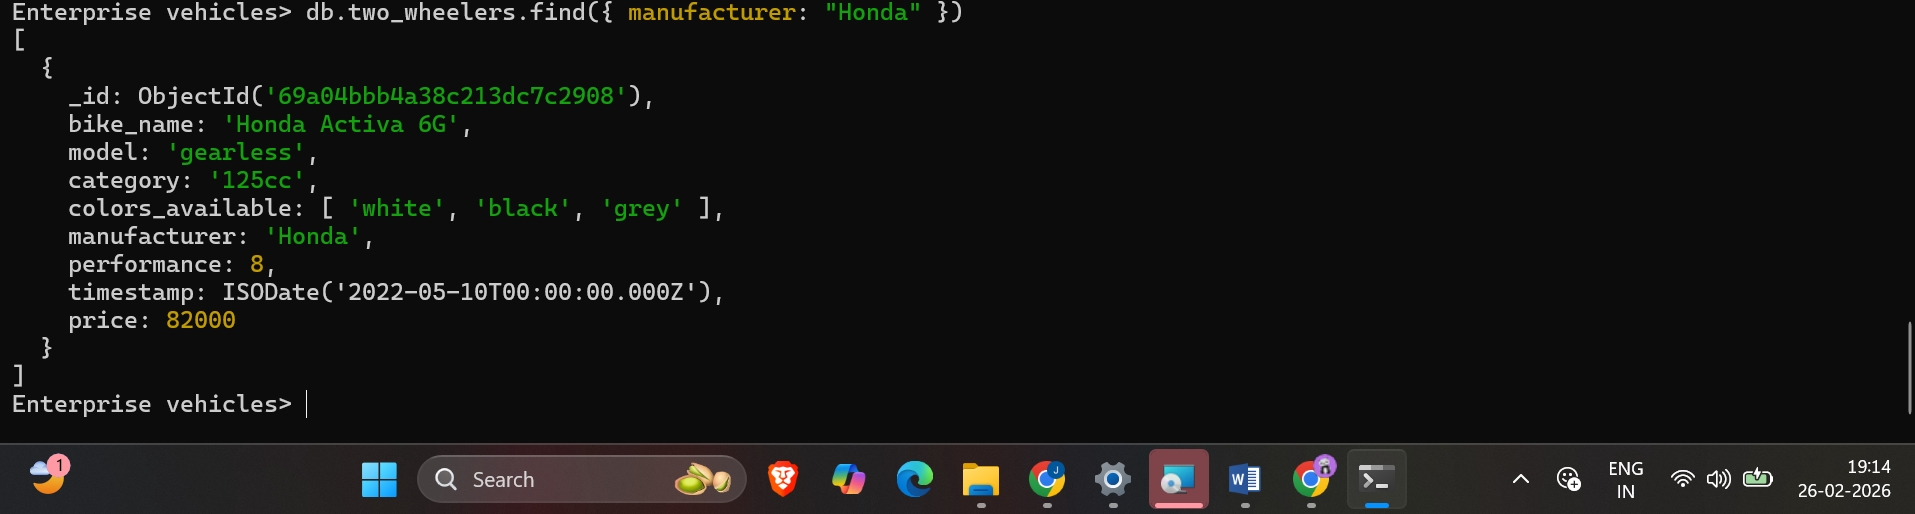 Enterprise vehicles> db.two_wheelers.find({ manufacturer: "Honda" })
[
  {
    _id: ObjectId('69a04bbb4a38c213dc7c2908'),
    bike_name: 'Honda Activa 6G',
    model: 'gearless',
    category: '125cc',
    colors_available: [ 'white', 'black', 'grey' ],
    manufacturer: 'Honda',
    performance: 8,
    timestamp: ISODate('2022-05-10T00:00:00.000Z'),
    price: 82000
  }
]
Enterprise vehicles>
1
Search
J
W
ENG
IN
19:14
26-02-2026